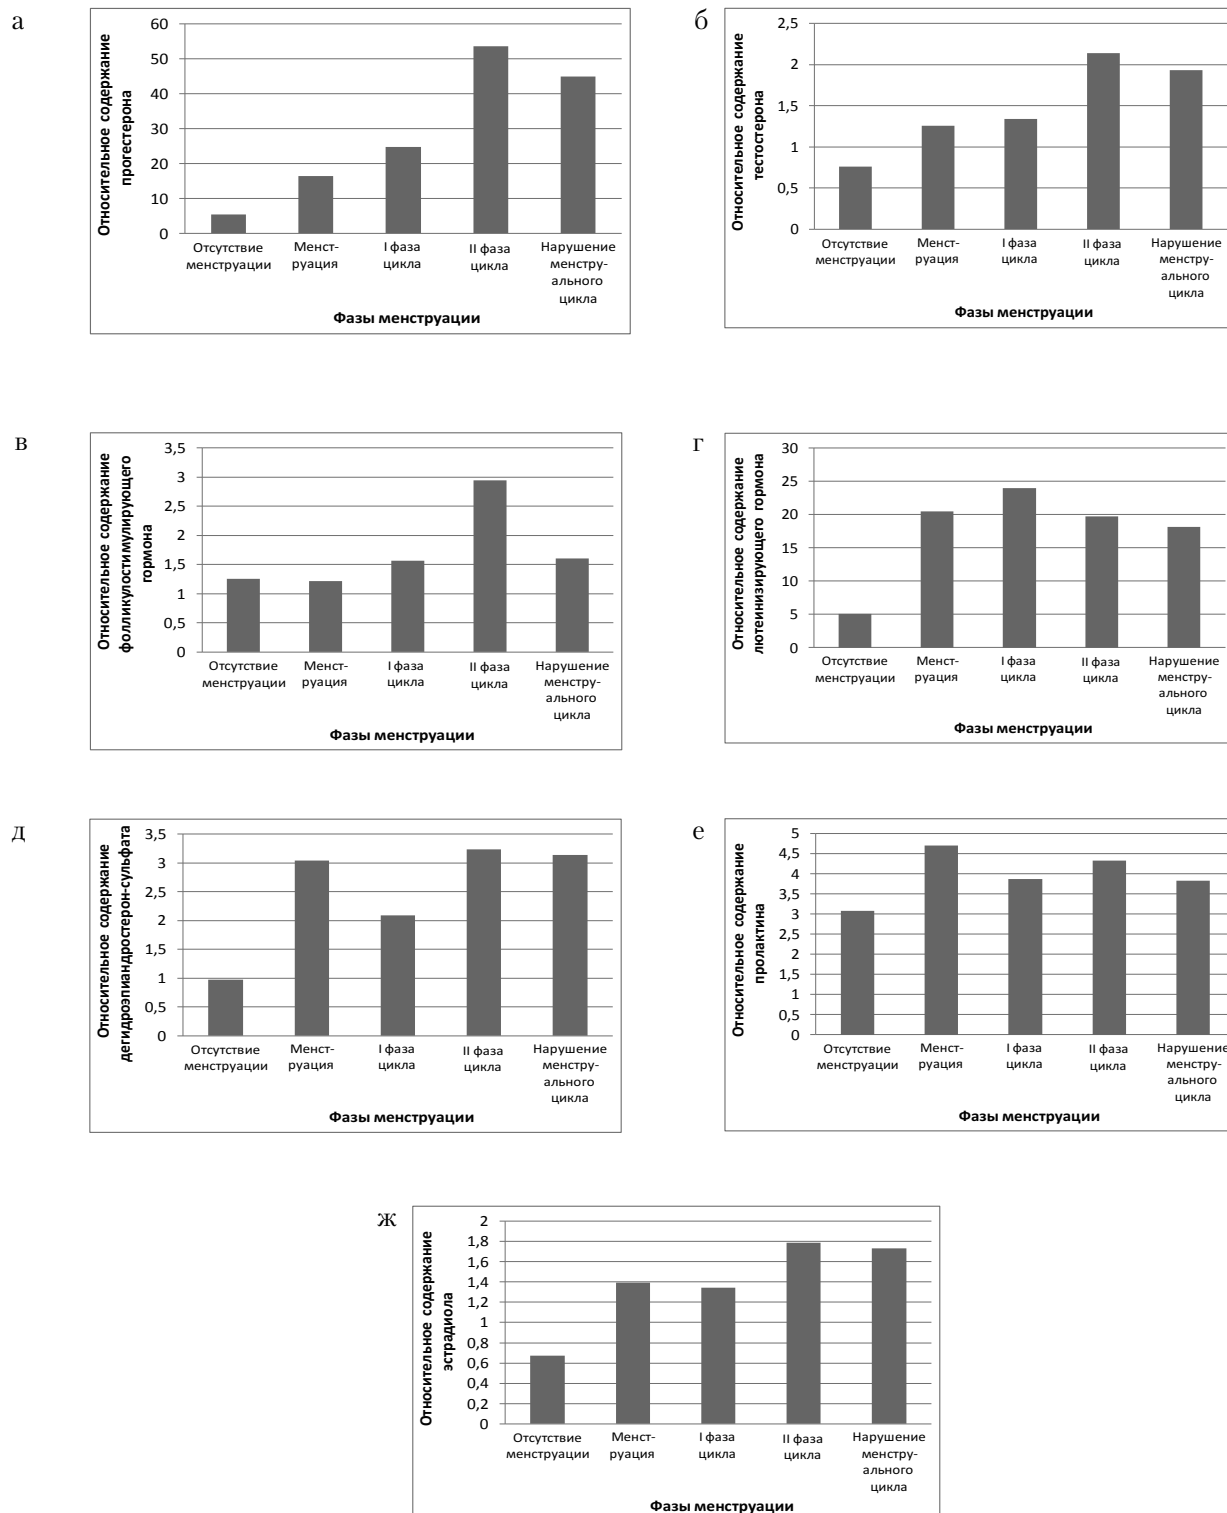 а
Относительное содержание
прогестерона
60
50
40
30
20
10
0
Отсутствие
менструации
Менст-
руация
I фаза
цикла
II фаза
цикла
Нарушение
менстру-
ального
цикла
Фазы менструации
б
Относительное содержание
тестостерона
2,5
2
1,5
1
0,5
0
Отсутствие
менструации
Менст-
руация
I фаза
цикла
II фаза
цикла
Нарушение
менстру-
ального
цикла
Фазы менструации
в
Относительное содержание
фолликулостимулирующего
гормона
3,5
3
2,5
2
1,5
1
0,5
0
Отсутствие
менструации
Менст-
руация
I фаза
цикла
II фаза
цикла
Нарушение
менстру-
ального
цикла
Фазы менструации
г
Относительное содержание
лютеинизирующего гормона
30
25
20
15
10
5
0
Отсутствие
менструации
Менст-
руация
I фаза
цикла
II фаза
цикла
Нарушение
менстру-
ального
цикла
Фазы менструации
д
Относительное содержание
дегидроэпиандростерон-сульфата
3,5
3
2,5
2
1,5
1
0,5
0
Отсутствие
менструации
Менст-
руация
I фаза
цикла
II фаза
цикла
Нарушение
менстру-
ального
цикла
Фазы менструации
е
Относительное содержание
пролактина
5
4,5
4
3,5
3
2,5
2
1,5
1
0,5
0
Отсутствие
менструации
Менст-
руация
I фаза
цикла
II фаза
цикла
Нарушение
менстру-
ального
цикла
Фазы менструации
ж
Относительное содержание
эстрадиола
2
1,8
1,6
1,4
1,2
1
0,8
0,6
0,4
0,2
0
Отсутствие
менструации
Менст-
руация
I фаза
цикла
II фаза
цикла
Нарушение
менстру-
ального
цикла
Фазы менструации